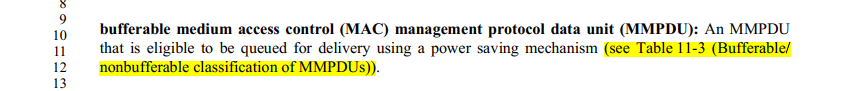 8
9
10 bufferable medium access control (MAC) management protocol data unit (MMPDU): An MMPDU
11 that is eligible to be queued for delivery using a power saving mechanism (see Table 11-3 (Bufferable/
12 nonbufferable classification of MMPDUs)).
13